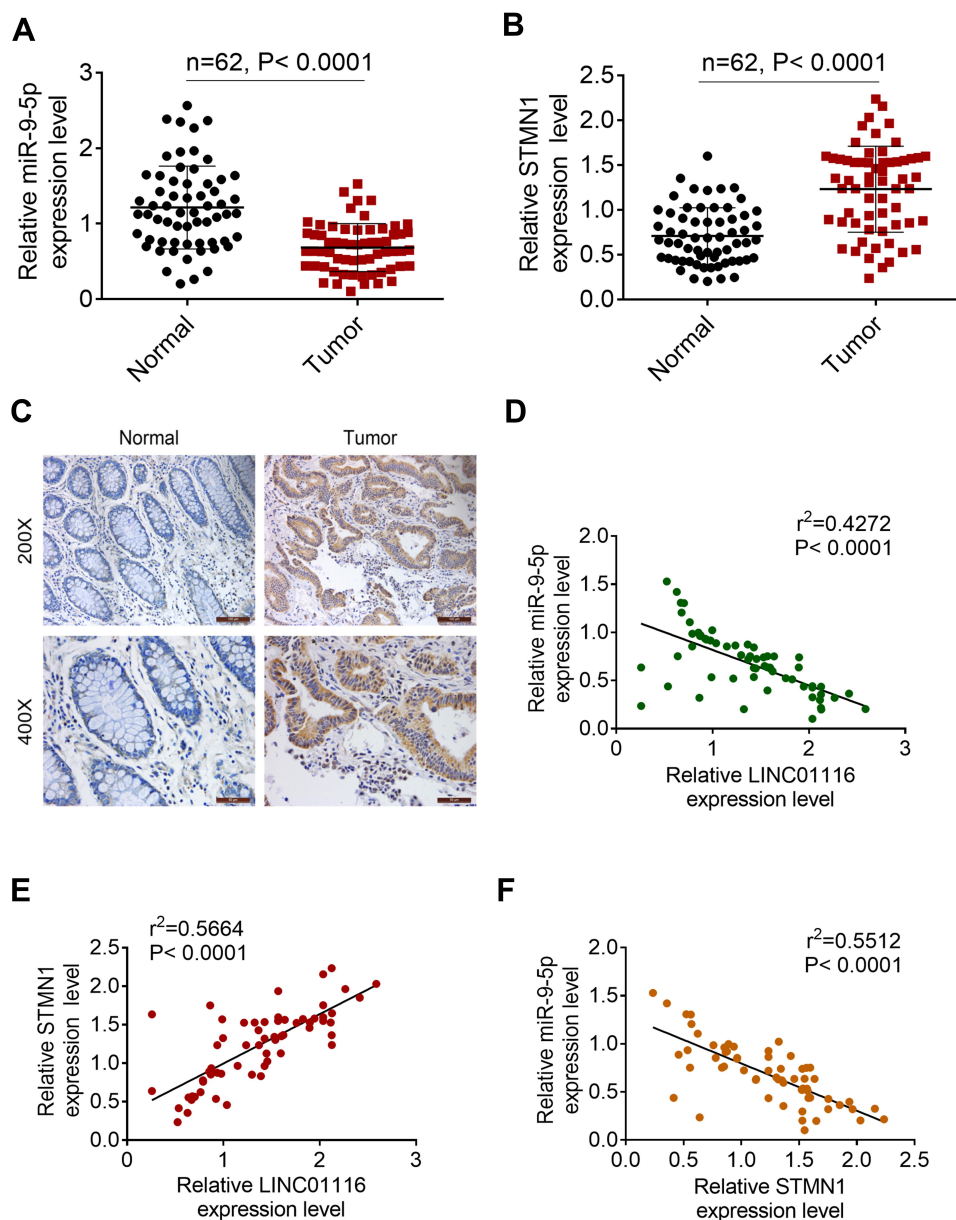 A
n=62, P< 0.0001
Relative miR-9-5p
expression level
3
2
1
0
Normal
Tumor
B
n=62, P< 0.0001
Relative STMN1
expression level
2.5
2.0
1.5
1.0
0.5
0.0
Normal
Tumor
C
Normal
Tumor
200X
400X
D
r²=0.4272
P< 0.0001
Relative miR-9-5p
expression level
2.0
1.5
1.0
0.5
0.0
0
1
2
3
Relative LINC01116
expression level
E
r²=0.5664
P< 0.0001
Relative STMN1
expression level
2.5
2.0
1.5
1.0
0.5
0.0
0
1
2
3
Relative LINC01116
expression level
F
r²=0.5512
P< 0.0001
Relative miR-9-5p
expression level
2.0
1.5
1.0
0.5
0.0
0.0
0.5
1.0
1.5
2.0
2.5
Relative STMN1
expression level